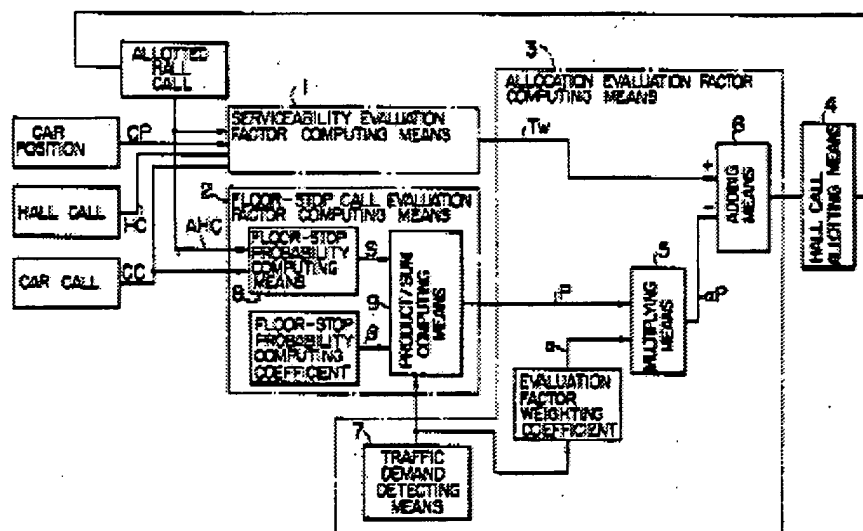 ALLOTTED
HALL
CALL
CAR
POSITION
CP
HALL CALL
HC
CAR CALL
CC
AHC
1
SERVICEABILITY EVALUATION
FACTOR COMPUTING MEANS
2
FLOOR-STOP CALL EVALUATION
FACTOR COMPUTING MEANS
FLOOR-STOP
PROBABILITY
COMPUTING
MEANS
8
S
9
PRODUCT/SUM
COMPUTING
MEANS
FLOOR-STOP
PROBABILITY
COMPUTING
COEFFICIENT
7
TRAFFIC
DEMAND
DETECTING
MEANS
3
ALLOCATION EVALUATION FACTOR
COMPUTING MEANS
Tw
EVALUATION
FACTOR
WEIGHTING
COEFFICIENT
5
MULTIPLYING
MEANS
αP
6
+
-
ADDING
MEANS
4
HALL CALL
MEANS